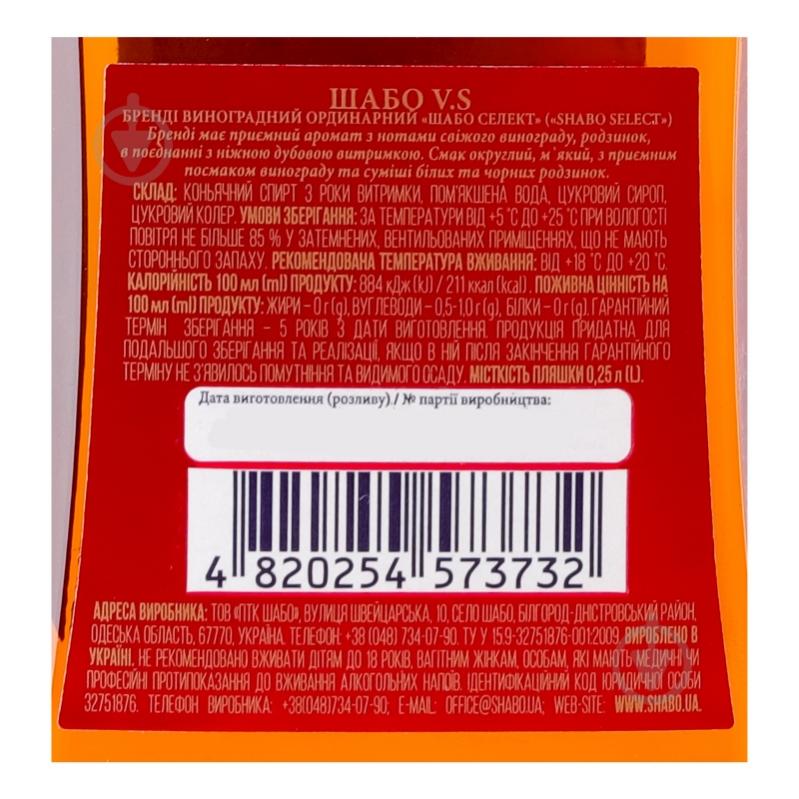 ШАБО V.S
БРЕНДІ ВИНОГРАДНИЙ ОРДИНАРНИЙ «ШАБО СЕЛЕКТ» («SHABO SELECT»)
Бренді має приємний аромат з нотами свіжого винограду, родзинок,
в поєднанні з ніжною дубовою витримкою. Смак округлий, м'який, з приємним
посмаком винограду та суміші білих та чорних родзинок.
СКЛАД: КОНЬЯЧНИЙ СПИРТ 3 РОКИ ВИТРИМКИ, ПОМ'ЯКШЕНА ВОДА, ЦУКРОВИЙ СИРОП,
ЦУКРОВИЙ КОЛЕР. УМОВИ ЗБЕРІГАННЯ: ЗА ТЕМПЕРАТУРИ ВІД +5 °С ДО +25 °С ПРИ ВОЛОГОСТІ
ПОВІТРЯ НЕ БІЛЬШЕ 85 % У ЗАТЕМНЕНИХ, ВЕНТИЛЬОВАНИХ ПРИМІЩЕННЯХ, ЩО НЕ МАЮТЬ
СТОРОННЬОГО ЗАПАХУ. РЕКОМЕНДОВАНА ТЕМПЕРАТУРА ВЖИВАННЯ: ВІД +18 °С ДО +20 °С.
КАЛОРІЙНІСТЬ 100 мл (ml) ПРОДУКТУ: 884 кДж (kJ) / 211 ккал (kcal). ПОЖИВНА ЦІННІСТЬ НА
100 мл (ml) ПРОДУКТУ: ЖИРИ – 0 г (g), ВУГЛЕВОДИ – 0,5-1,0 г (g), БІЛКИ – 0 г (g). ГАРАНТІЙНИЙ
ТЕРМІН ЗБЕРІГАННЯ – 5 РОКІВ З ДАТИ ВИГОТОВЛЕННЯ. ПРОДУКЦІЯ ПРИДАТНА ДЛЯ
ПОДАЛЬШОГО ЗБЕРІГАННЯ ТА РЕАЛІЗАЦІЇ, ЯКЩО В НІЙ ПІСЛЯ ЗАКІНЧЕННЯ ГАРАНТІЙНОГО
ТЕРМІНУ НЕ З'ЯВИЛОСЬ ПОМУТНІННЯ ТА ВИДИМОГО ОСАДУ. МІСТКІСТЬ ПЛЯШКИ 0,25 л (L).
Дата виготовлення (розливу) / № партії виробництва:
4 820254 573732
АДРЕСА ВИРОБНИКА: ТОВ «ПТК ШАБО», ВУЛИЦЯ ШВЕЙЦАРСЬКА, 10, СЕЛО ШАБО, БІЛГОРОД-ДНІСТРОВСЬКИЙ РАЙОН,
ОДЕСЬКА ОБЛАСТЬ, 67770, УКРАЇНА. ТЕЛЕФОН: +38 (048) 734-07-90. ТУ У 15.9-32751876-001:2009. ВИРОБЛЕНО В
УКРАЇНІ. НЕ РЕКОМЕНДОВАНО ВЖИВАТИ ДІТЯМ ДО 18 РОКІВ, ВАГІТНИМ ЖІНКАМ, ОСОБАМ, ЯКІ МАЮТЬ МЕДИЧНІ ЧИ
ПРОФЕСІЙНІ ПРОТИПОКАЗАННЯ ДО ВЖИВАННЯ АЛКОГОЛЬНИХ НАПОЇВ. ІДЕНТИФІКАЦІЙНИЙ КОД ЮРИДИЧНОЇ ОСОБИ
32751876. ТЕЛЕФОН ВИРОБНИКА: +38(048)734-07-90; E-MAIL: OFFICE@SHABO.UA; WEB-SITE: WWW.SHABO.UA.